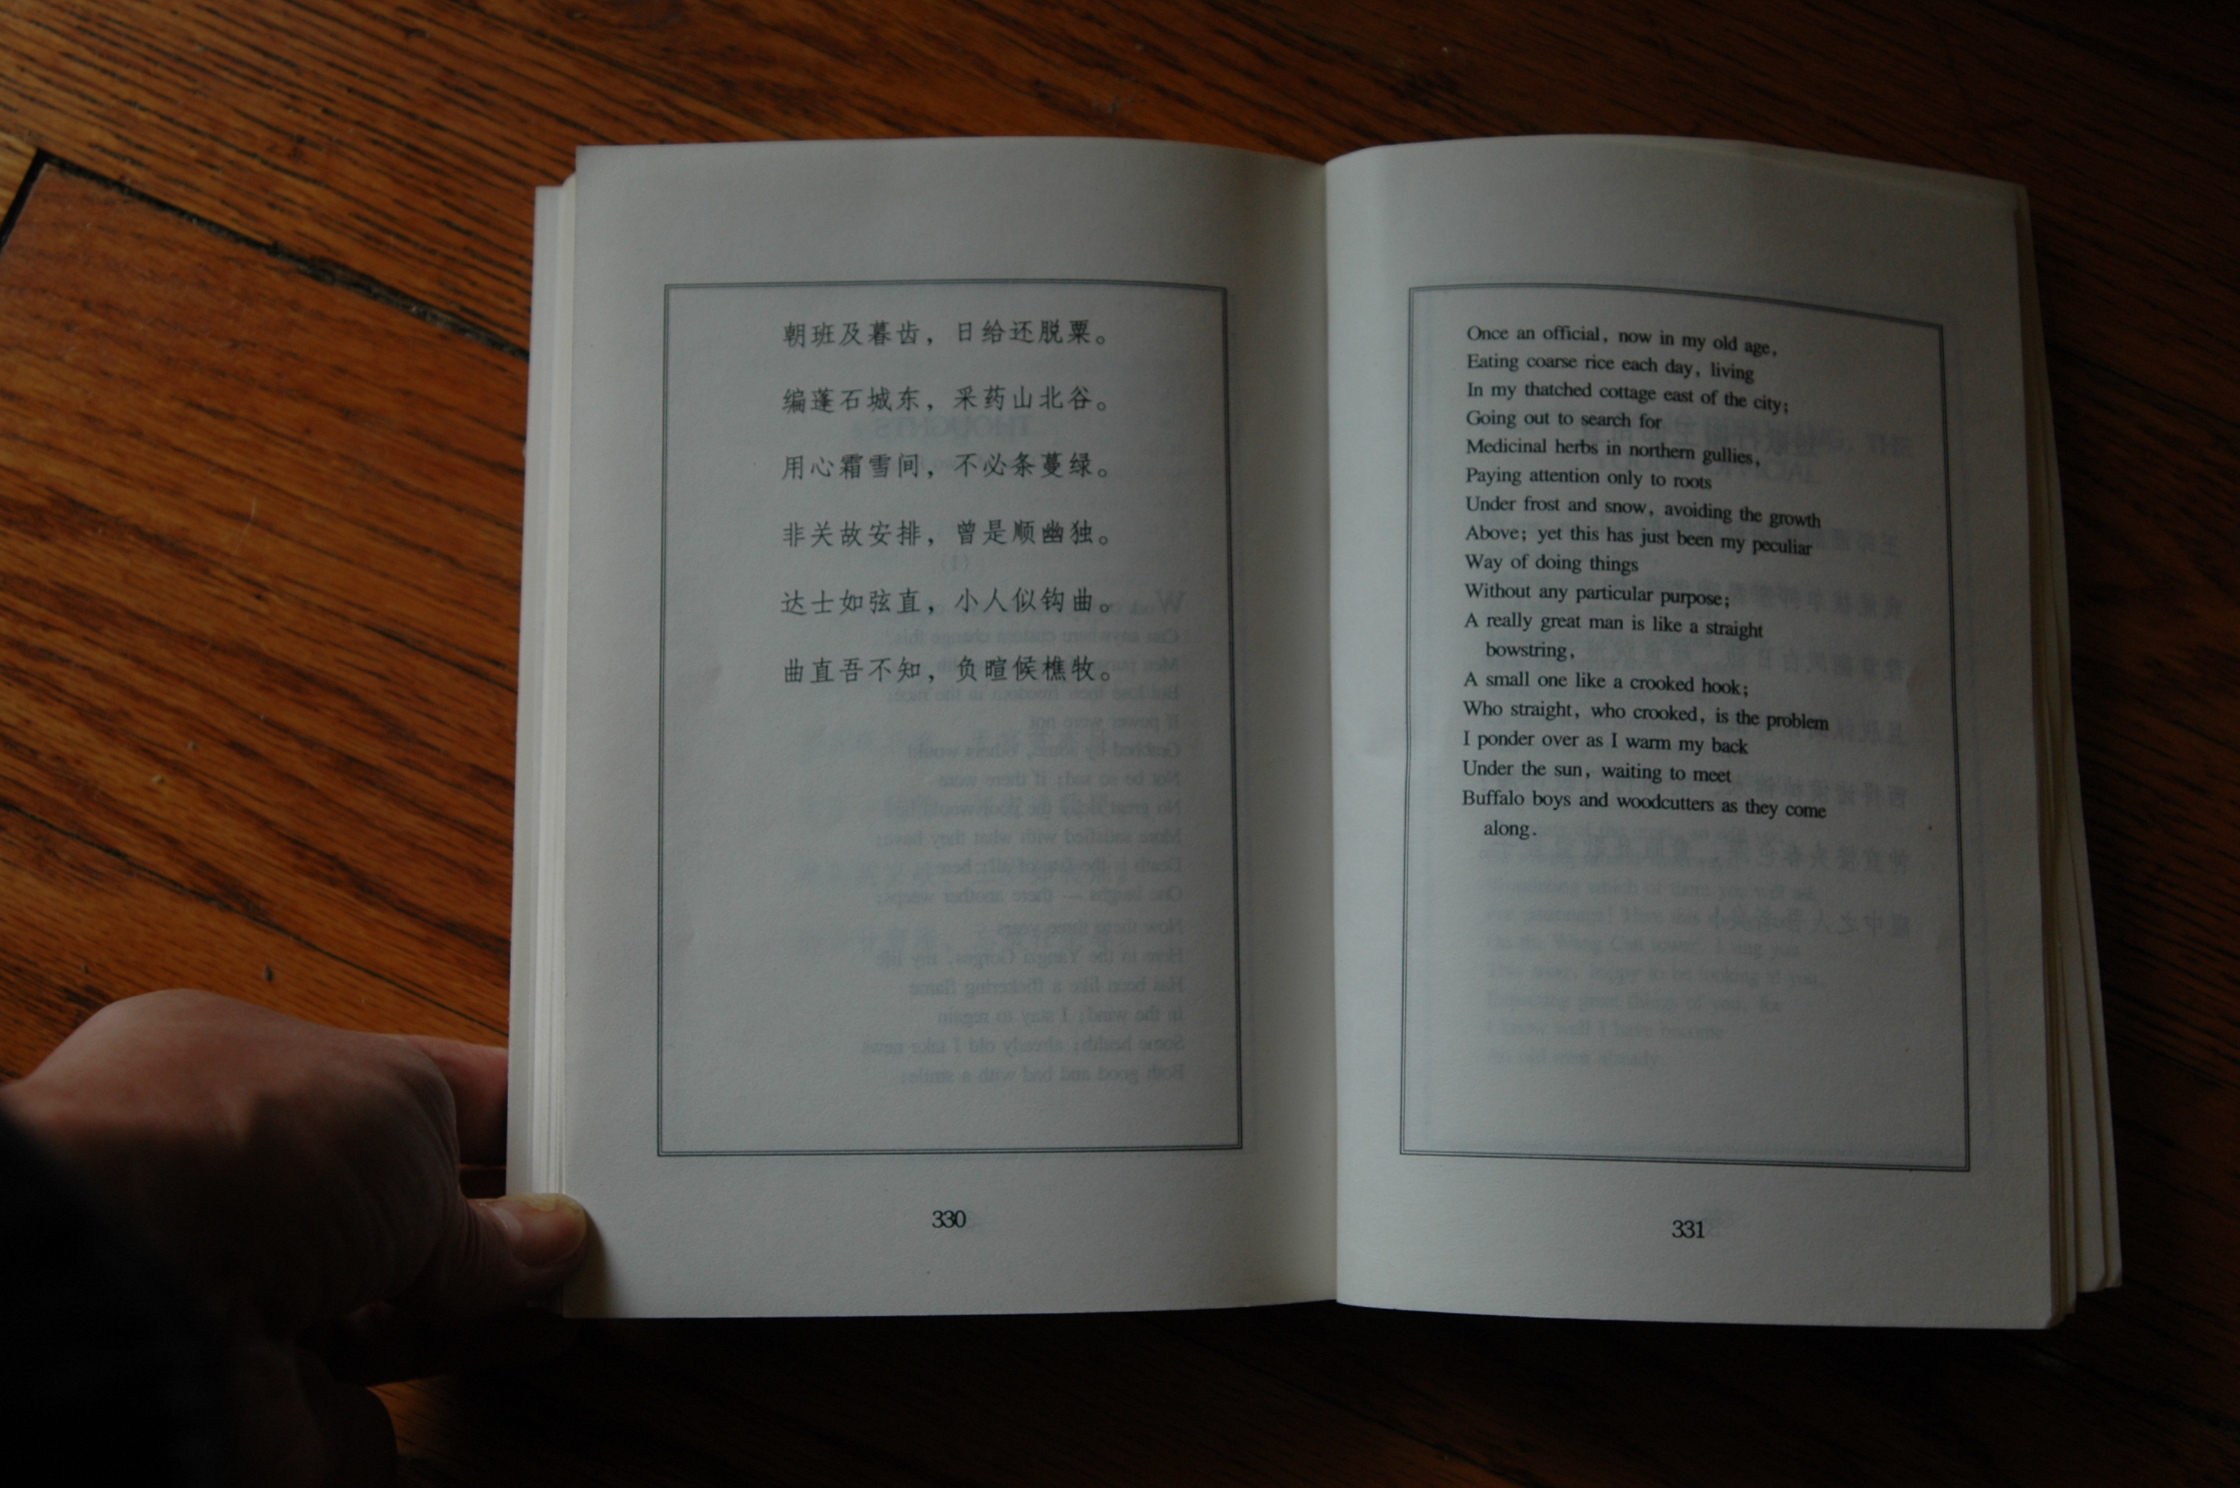 朝班及暮齿，日给还脱粟。
编蓬石城东，采药山北谷。
用心霜雪间，不必条蔓绿。
非关故安排，曾是顺幽独。
达士如弦直，小人似钩曲。
曲直吾不知，负暄候樵牧。
330
Once an official, now in my old age,
Eating coarse rice each day, living
In my thatched cottage east of the city;
Going out to search for
Medicinal herbs in northern gullies,
Paying attention only to roots
Under frost and snow, avoiding the growth
Above; yet this has just been my peculiar
Way of doing things
Without any particular purpose;
A really great man is like a straight
bowstring,
A small one like a crooked hook;
Who straight, who crooked, is the problem
I ponder over as I warm my back
Under the sun, waiting to meet
Buffalo boys and woodcutters as they come
along.
331